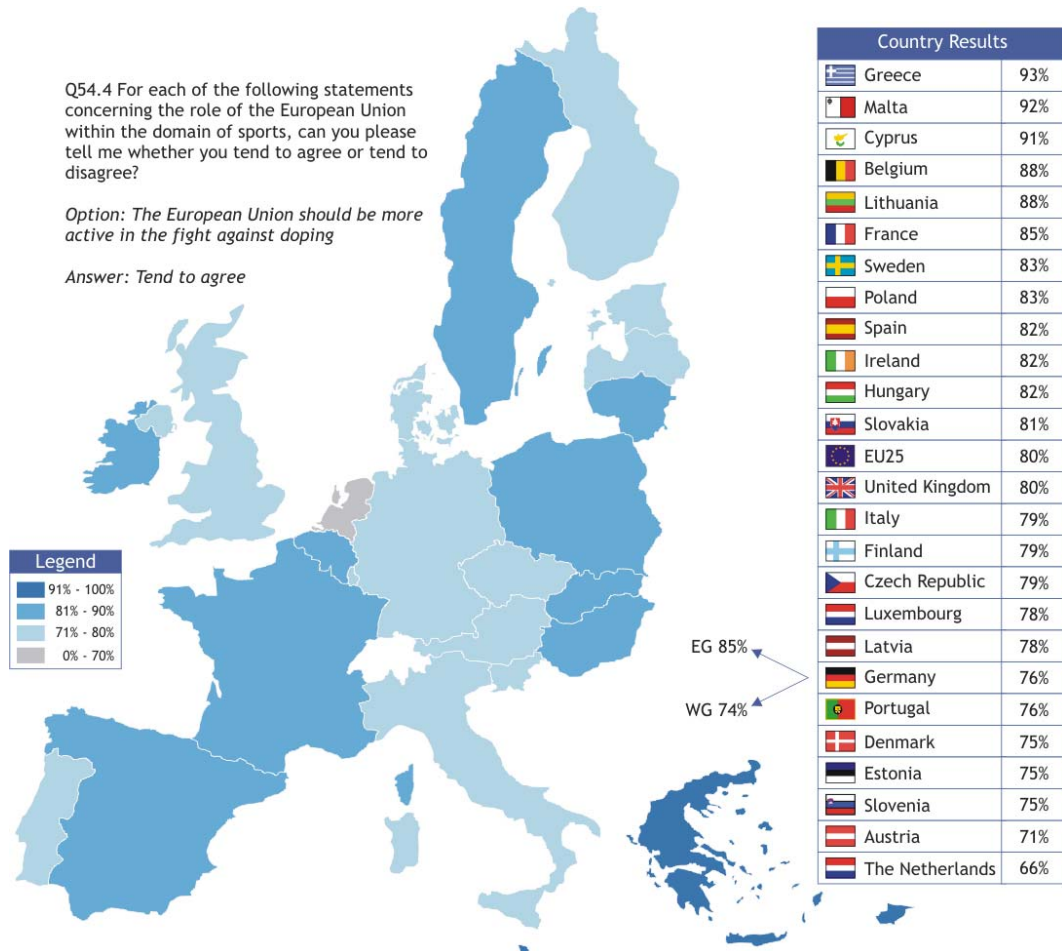 Q54.4 For each of the following statements
concerning the role of the European Union
within the domain of sports, can you please
tell me whether you tend to agree or tend to
disagree?
Option: The European Union should be more
active in the fight against doping
Answer: Tend to agree
Legend
91% - 100%
81% - 90%
71% - 80%
0% - 70%
EG 85%
WG 74%
Country Results
Greece 93%
Malta 92%
Cyprus 91%
Belgium 88%
Lithuania 88%
France 85%
Sweden 83%
Poland 83%
Spain 82%
Ireland 82%
Hungary 82%
Slovakia 81%
EU25 80%
United Kingdom 80%
Italy 79%
Finland 79%
Czech Republic 79%
Luxembourg 78%
Latvia 78%
Germany 76%
Portugal 76%
Denmark 75%
Estonia 75%
Slovenia 75%
Austria 71%
The Netherlands 66%